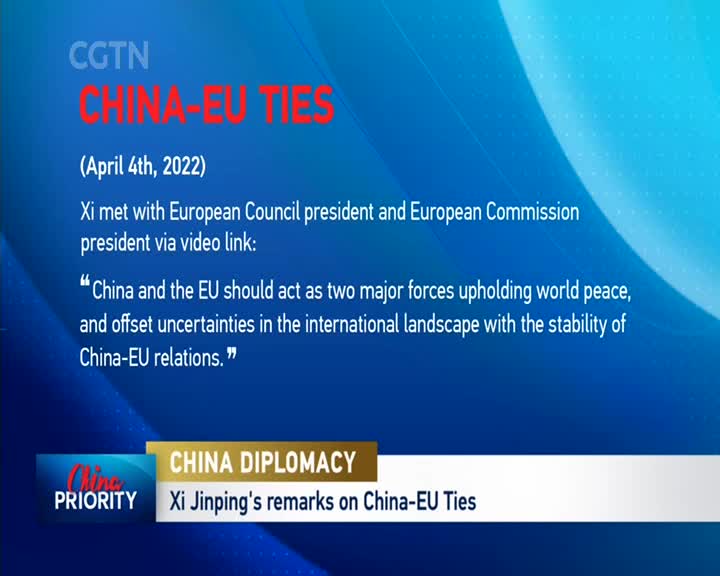 CGTN
CHINA-EU TIES
(April 4th, 2022)
Xi met with European Council president and European Commission
president via video link:
❝China and the EU should act as two major forces upholding world peace,
and offset uncertainties in the international landscape with the stability of
China-EU relations.❞
CHINA DIPLOMACY
China
PRIORITY
Xi Jinping's remarks on China-EU Ties